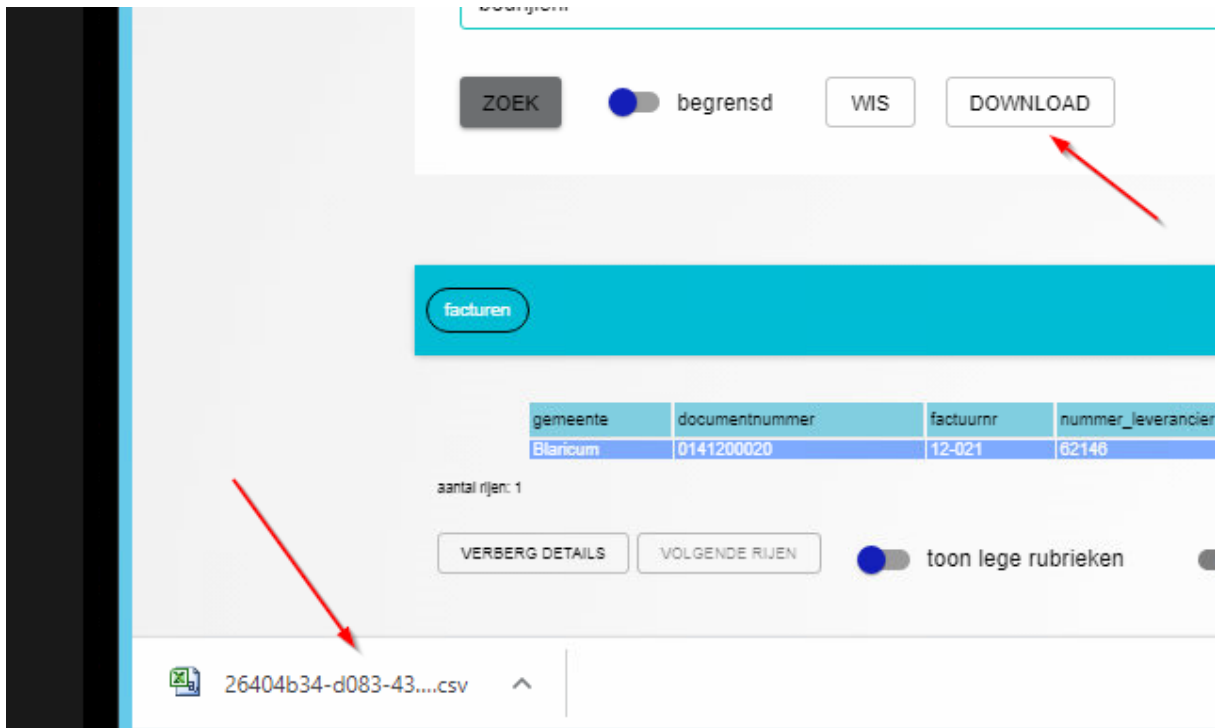 ZOEK begrensd WIS DOWNLOAD
facturen
gemeente documentnummer factuurnr nummer_leverancier
Blaricum 0141200020 12-021 62146
aantal rijen: 1
VERBERG DETAILS VOLGENDE RIJEN toon lege rubrieken
26404b34-d083-43....csv